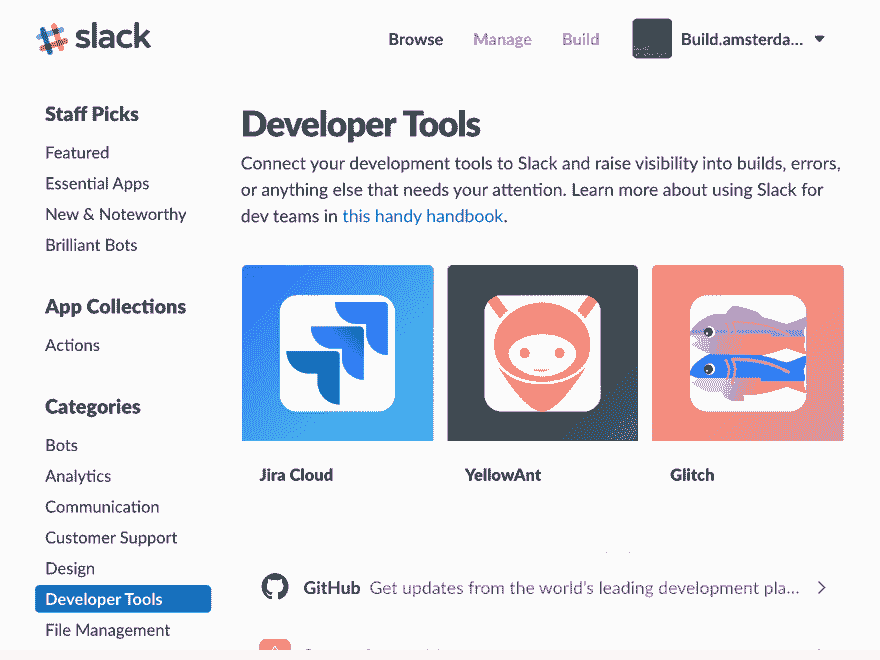 slack
Browse Manage Build Build.amsterda...
Staff Picks
Featured
Essential Apps
New & Noteworthy
Brilliant Bots
App Collections
Actions
Categories
Bots
Analytics
Communication
Customer Support
Design
Developer Tools
File Management
Developer Tools
Connect your development tools to Slack and raise visibility into builds, errors,
or anything else that needs your attention. Learn more about using Slack for
dev teams in this handy handbook.
Jira Cloud YellowAnt Glitch
GitHub Get updates from the world's leading development pla...